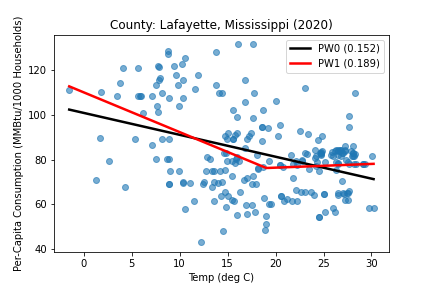 County: Lafayette, Mississippi (2020)
PW0 (0.152)
PW1 (0.189)
Per-Capita Consumption (MMBtu/1000 Households)
120
100
80
60
40
0 5 10 15 20 25 30
Temp (deg C)